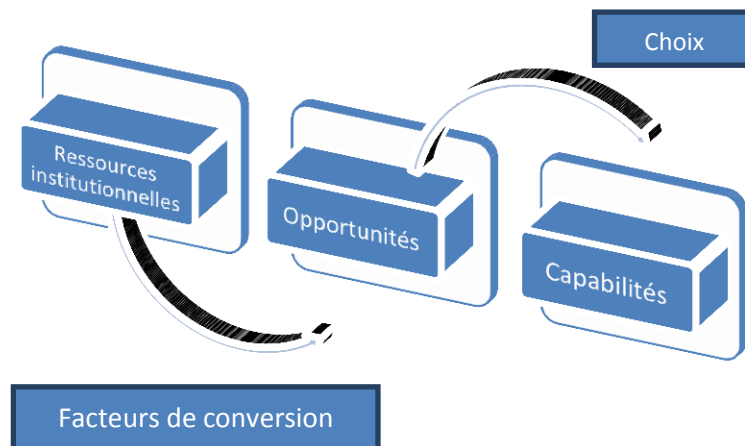 Choix
Ressources
institutionnelles
Opportunités
Capabilités
Facteurs de conversion